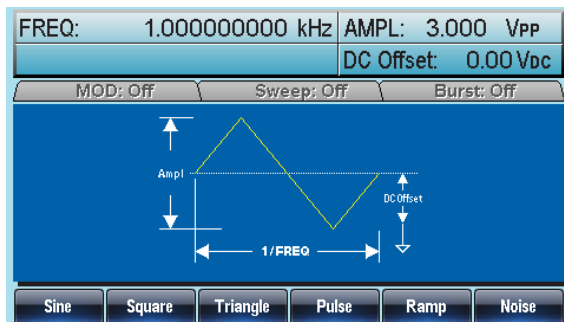 FREQ: 1.000000000 kHz AMPL: 3.000 VPP
DC Offset: 0.00 VDC
MOD: Off Sweep: Off Burst: Off
Ampl
DC Offset
1/FREQ
Sine Square Triangle Pulse Ramp Noise